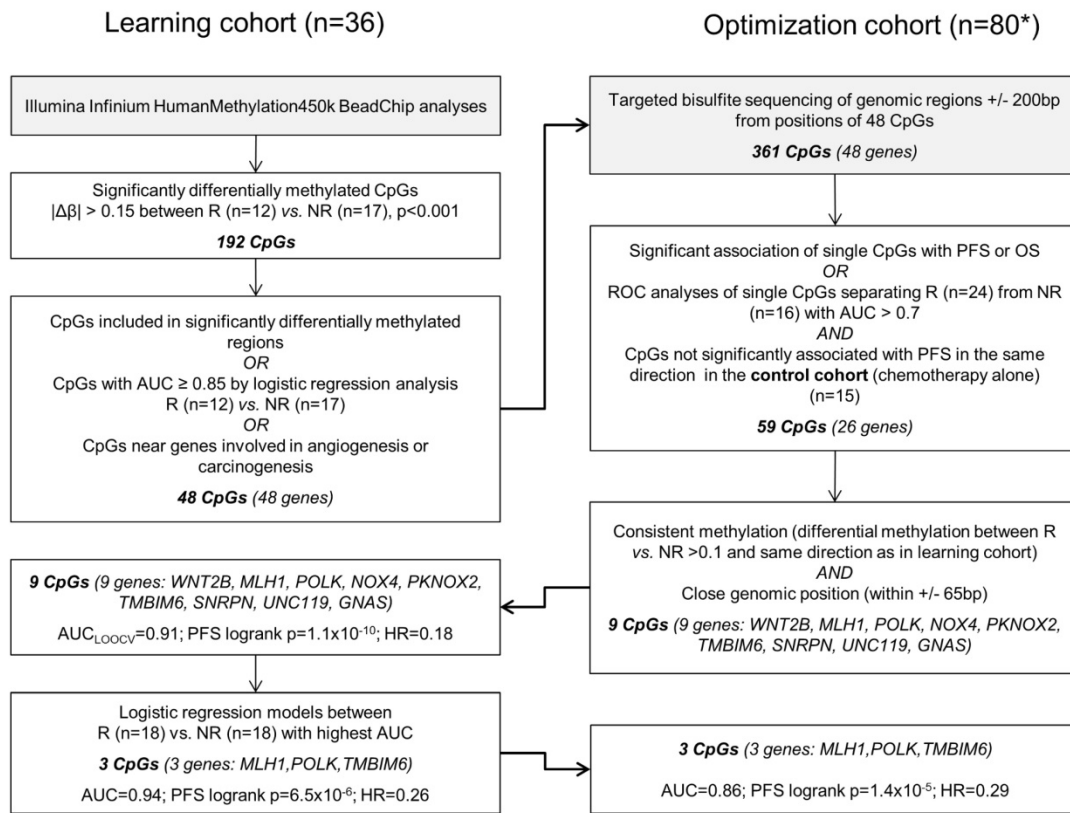 Learning cohort (n=36)
Illumina Infinium HumanMethylation450k BeadChip analyses
Significantly differentially methylated CpGs
|Δβ| > 0.15 between R (n=12) vs. NR (n=17), p<0.001
192 CpGs
CpGs included in significantly differentially methylated
regions
OR
CpGs with AUC ≥ 0.85 by logistic regression analysis
R (n=12) vs. NR (n=17)
OR
CpGs near genes involved in angiogenesis or
carcinogenesis
48 CpGs (48 genes)
Optimization cohort (n=80*)
Targeted bisulfite sequencing of genomic regions +/- 200bp
from positions of 48 CpGs
361 CpGs (48 genes)
Significant association of single CpGs with PFS or OS
OR
ROC analyses of single CpGs separating R (n=24) from NR
(n=16) with AUC > 0.7
AND
CpGs not significantly associated with PFS in the same
direction in the control cohort (chemotherapy alone)
(n=15)
59 CpGs (26 genes)
Consistent methylation (differential methylation between R
vs. NR >0.1 and same direction as in learning cohort)
AND
Close genomic position (within +/- 65bp)
9 CpGs (9 genes: WNT2B, MLH1, POLK, NOX4, PKNOX2,
TMBIM6, SNRPN, UNC119, GNAS)
9 CpGs (9 genes: WNT2B, MLH1, POLK, NOX4, PKNOX2,
TMBIM6, SNRPN, UNC119, GNAS)
AUCLOOCV=0.91; PFS logrank p=1.1x10-10; HR=0.18
Logistic regression models between
R (n=18) vs. NR (n=18) with highest AUC
3 CpGs (3 genes: MLH1,POLK,TMBIM6)
AUC=0.94; PFS logrank p=6.5x10-6; HR=0.26
3 CpGs (3 genes: MLH1,POLK,TMBIM6)
AUC=0.86; PFS logrank p=1.4x10-5; HR=0.29